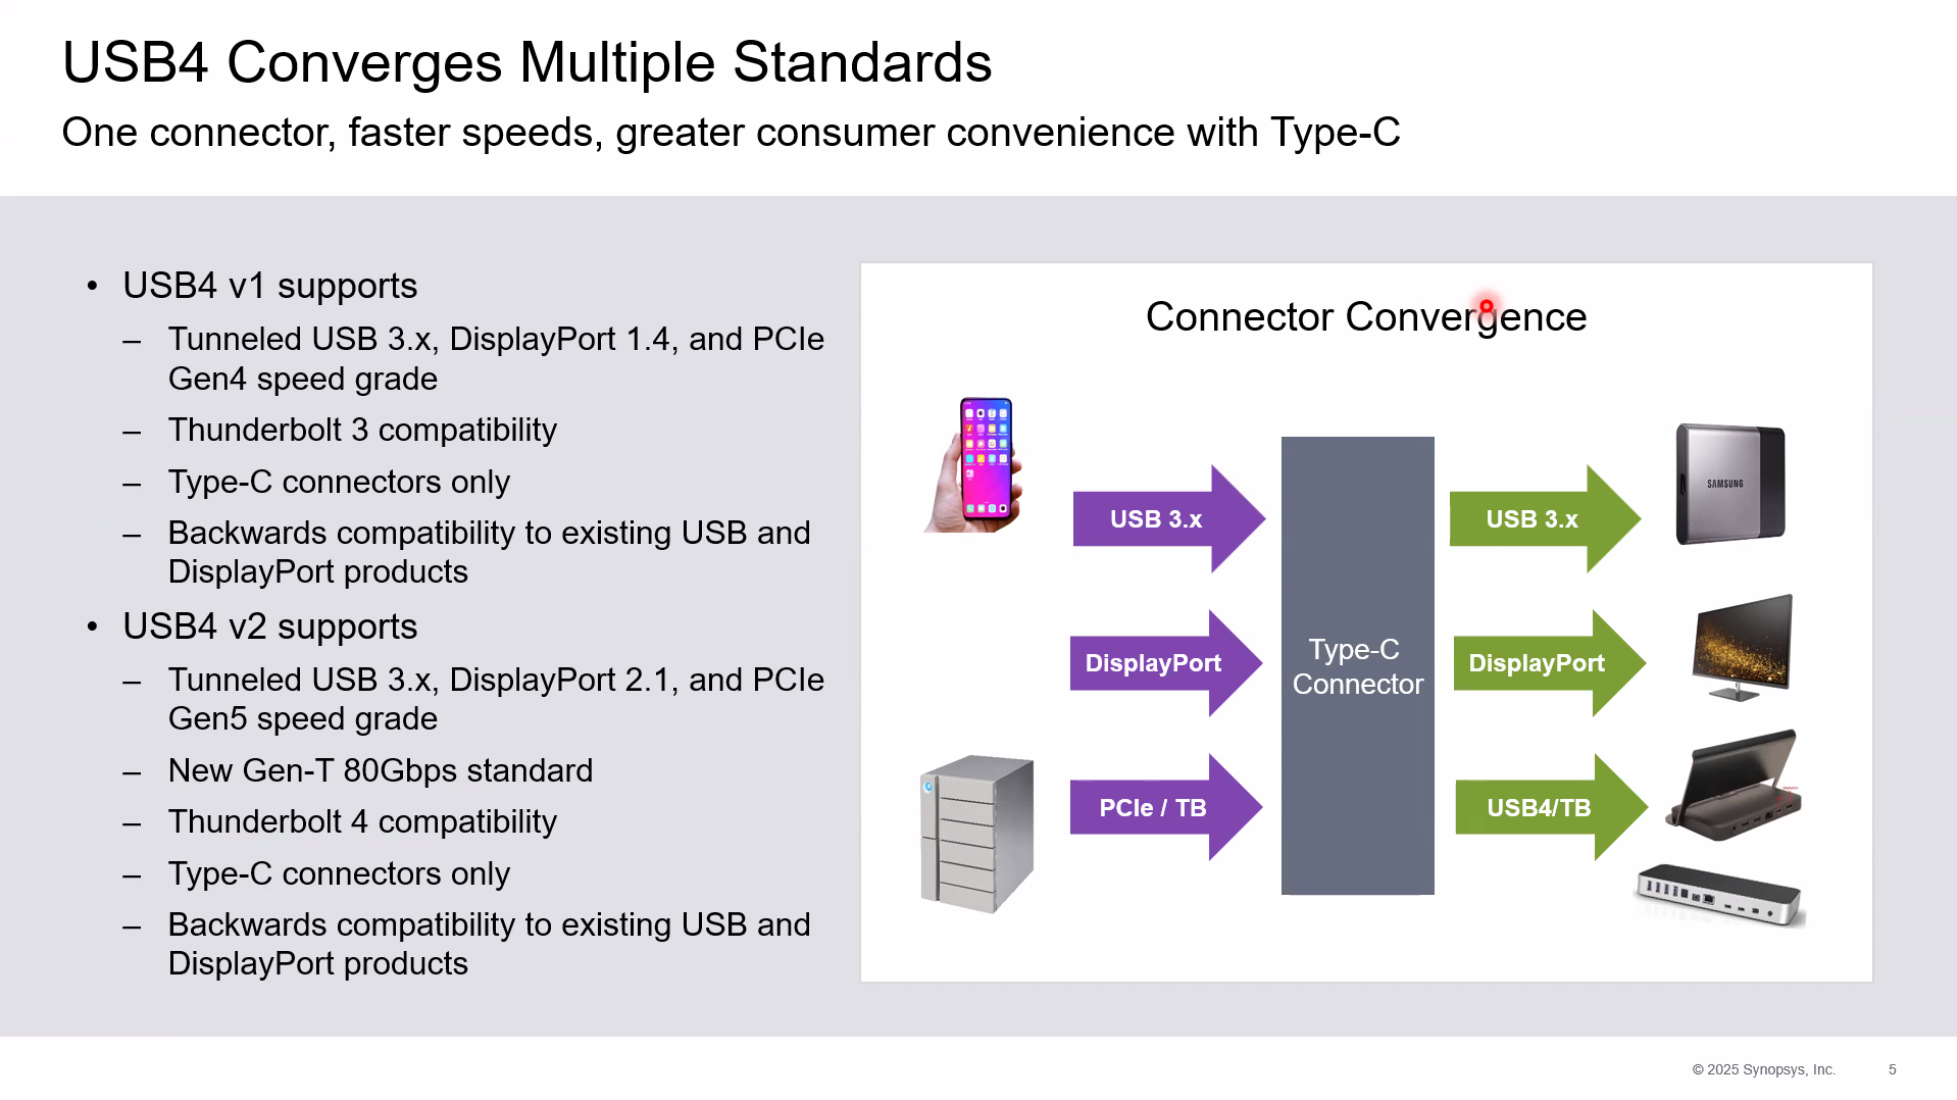 USB4 Converges Multiple Standards
One connector, faster speeds, greater consumer convenience with Type-C
• USB4 v1 supports
– Tunneled USB 3.x, DisplayPort 1.4, and PCIe
Gen4 speed grade
– Thunderbolt 3 compatibility
– Type-C connectors only
– Backwards compatibility to existing USB and
DisplayPort products
• USB4 v2 supports
– Tunneled USB 3.x, DisplayPort 2.1, and PCIe
Gen5 speed grade
– New Gen-T 80Gbps standard
– Thunderbolt 4 compatibility
– Type-C connectors only
– Backwards compatibility to existing USB and
DisplayPort products
Connector Convergence
USB 3.x
DisplayPort
PCIe / TB
Type-C
Connector
USB 3.x
DisplayPort
USB4/TB
SAMSUNG
© 2025 Synopsys, Inc.
5